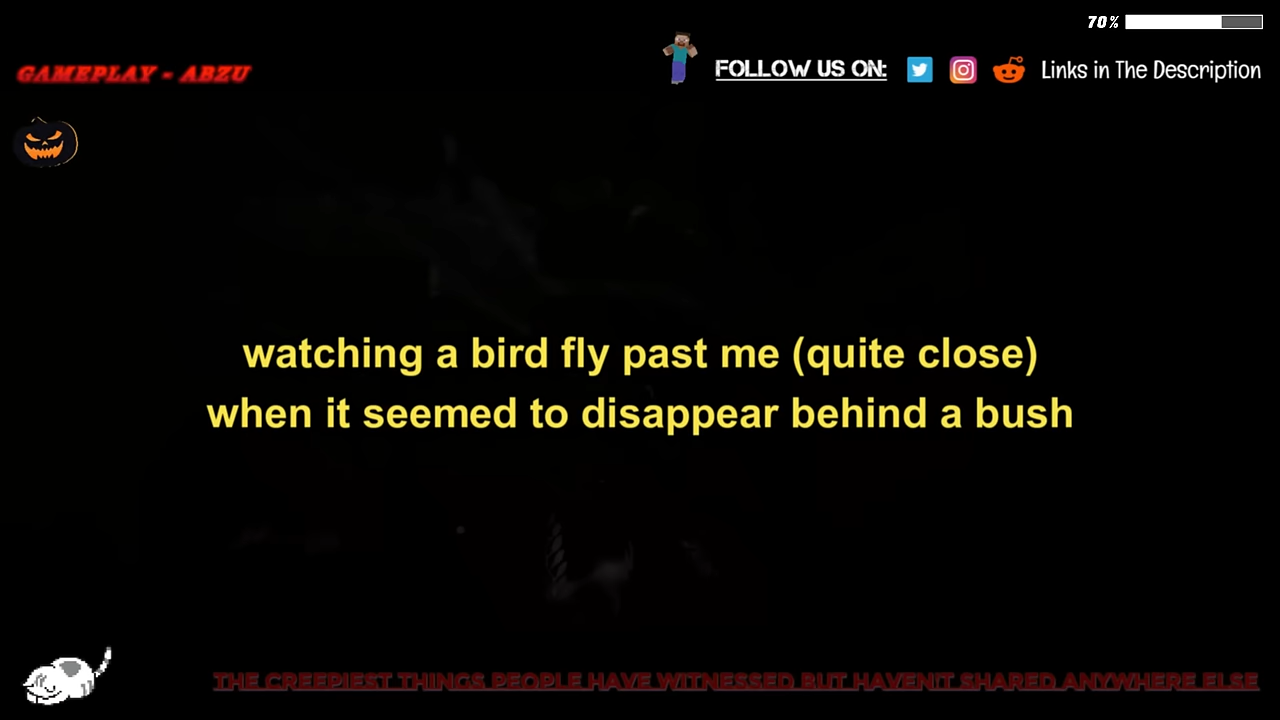 70%
GAMEPLAY - ABZU
FOLLOW US ON: Links in The Description
watching a bird fly past me (quite close)
when it seemed to disappear behind a bush
THE CREEPIEST THINGS PEOPLE HAVE WITNESSED BUT HAVEN'T SHARED ANYWHERE ELSE